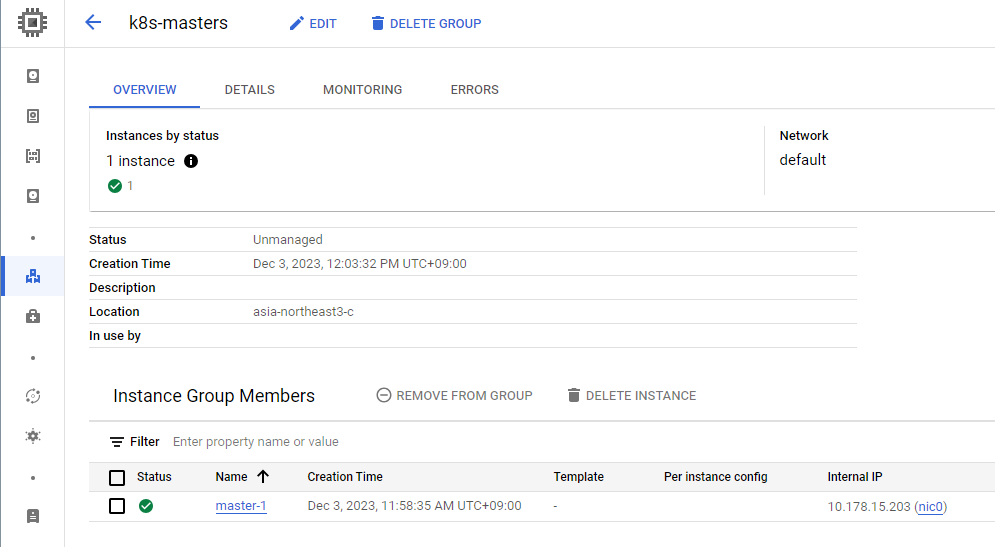 k8s-masters EDIT DELETE GROUP
OVERVIEW DETAILS MONITORING ERRORS
Instances by status Network
1 instance default
1
Status Unmanaged
Creation Time Dec 3, 2023, 12:03:32 PM UTC+09:00
Description
Location asia-northeast3-c
In use by
Instance Group Members REMOVE FROM GROUP DELETE INSTANCE
Filter Enter property name or value
Status Name Creation Time Template Per instance config Internal IP
master-1 Dec 3, 2023, 11:58:35 AM UTC+09:00 - 10.178.15.203 (nic0)